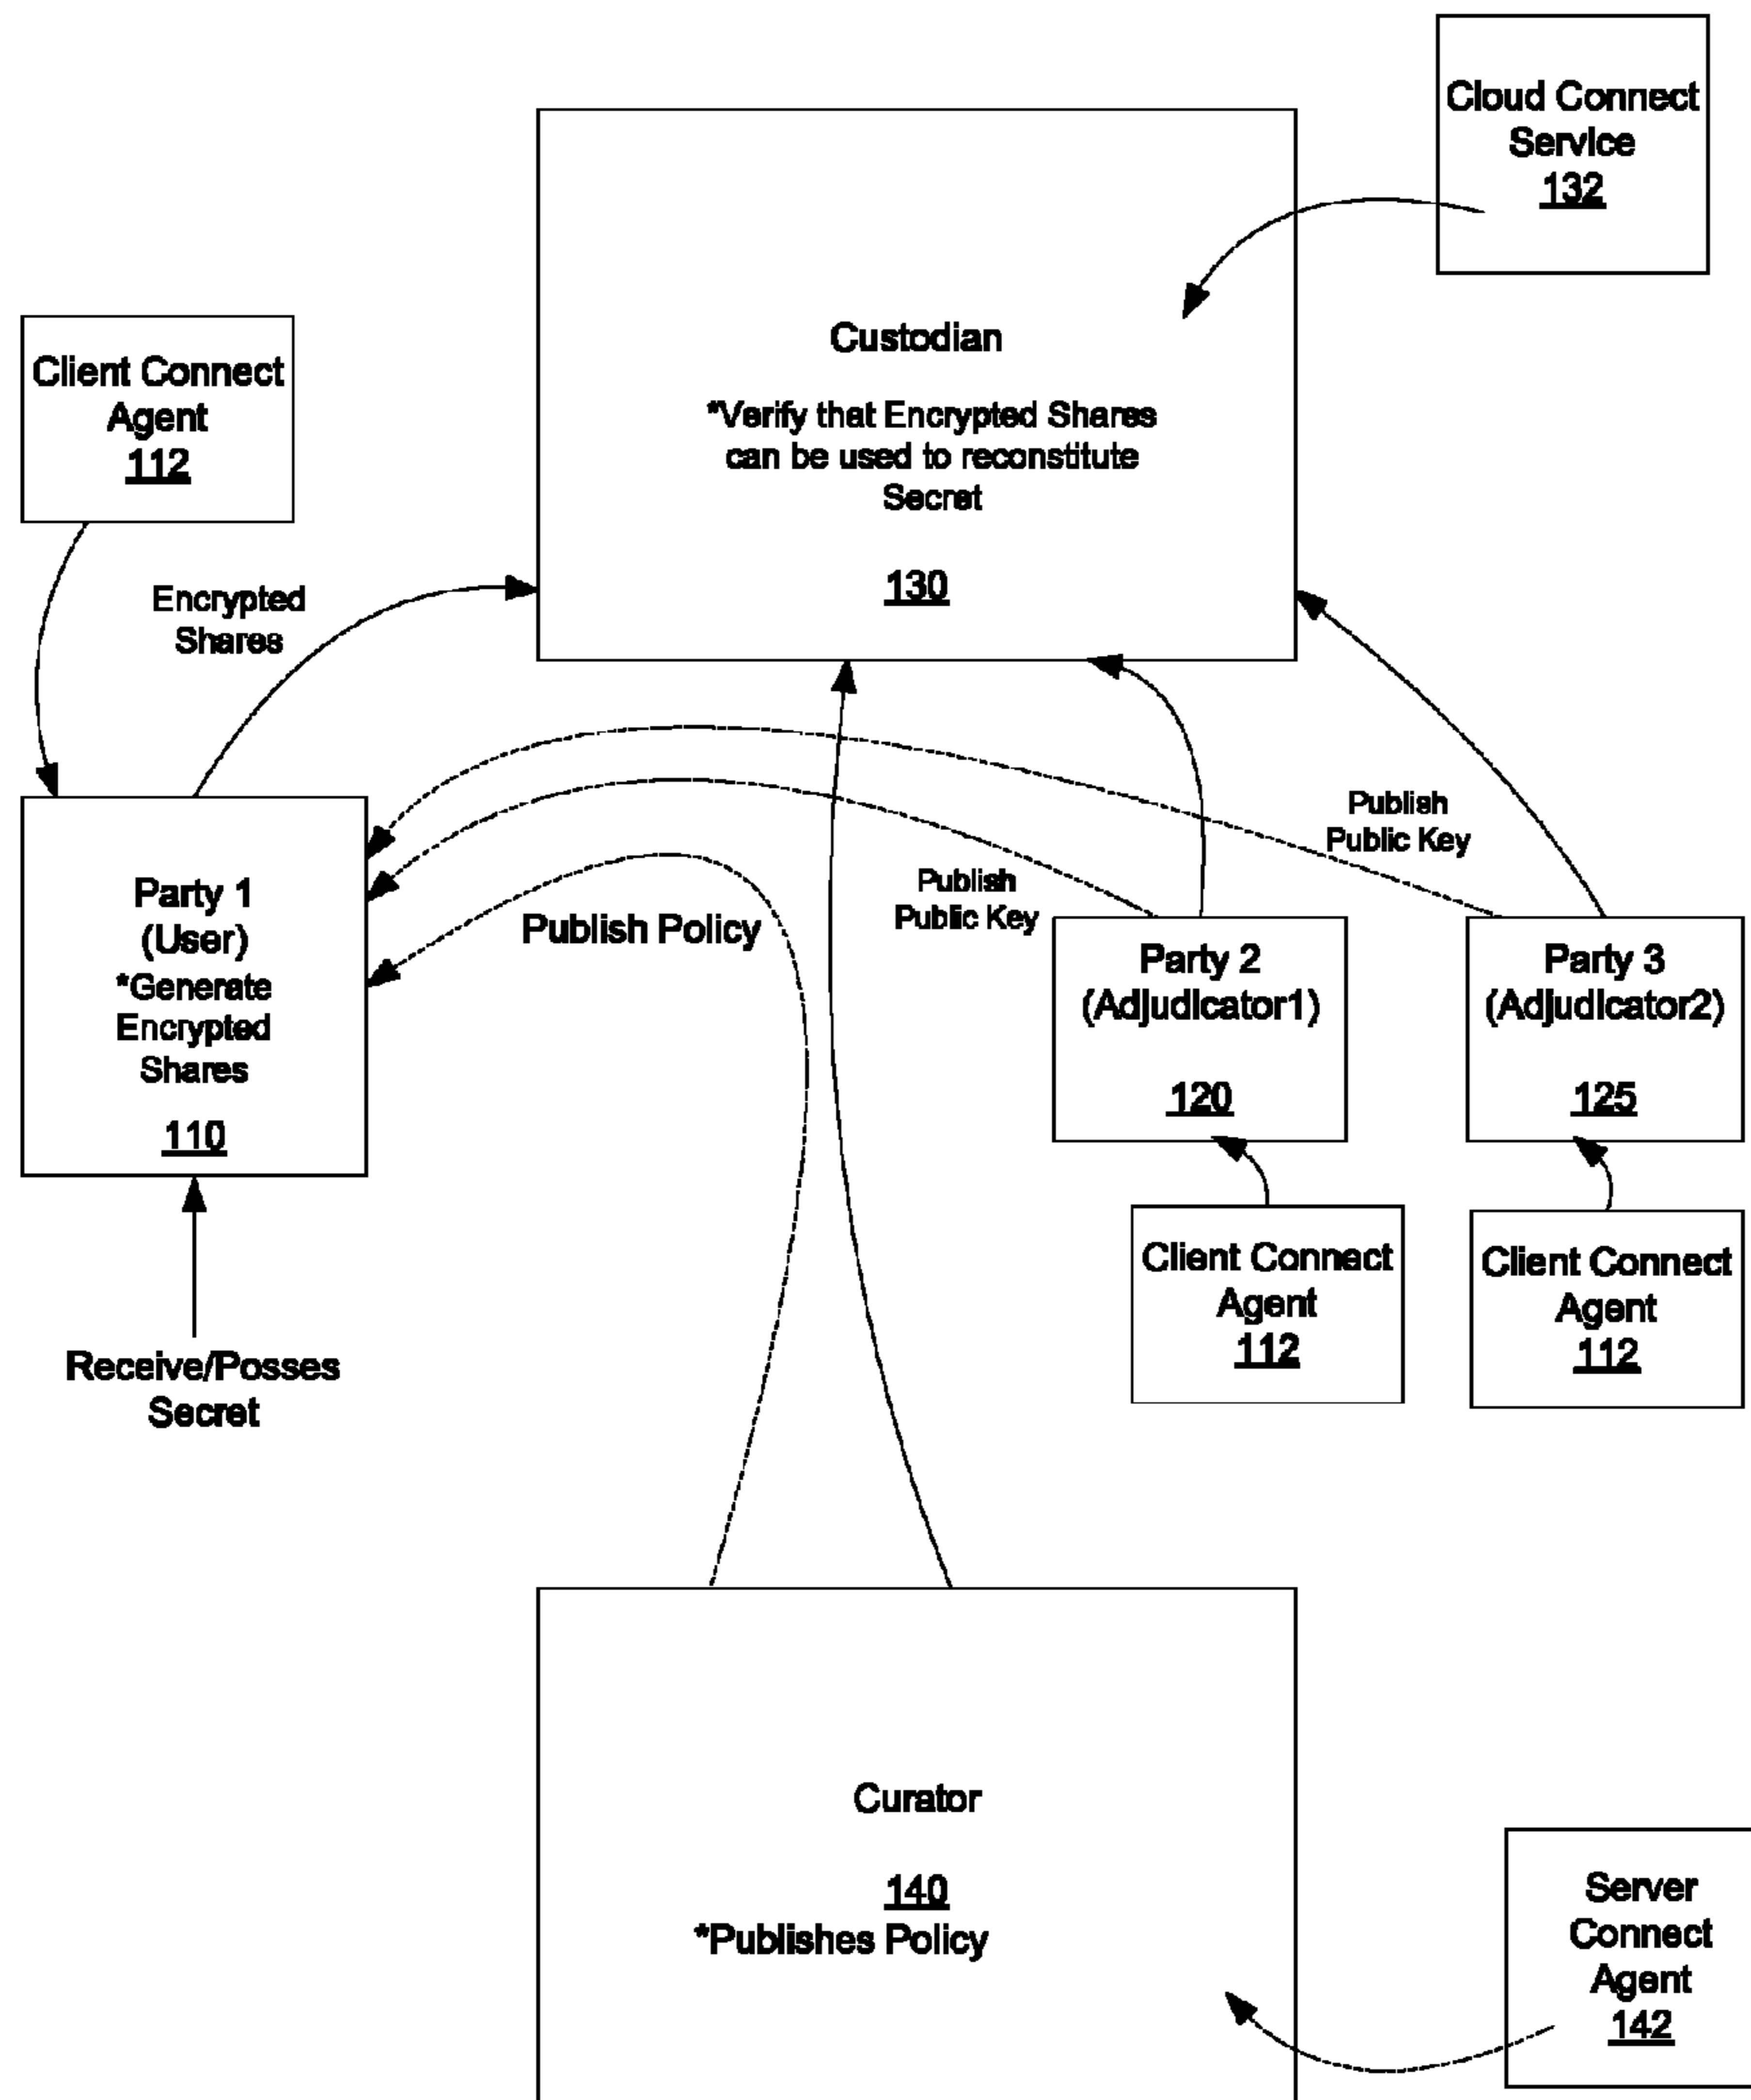 Cloud Connect
Service
132
Custodian
*Verify that Encrypted Shares
can be used to reconstitute
Secret
130
Client Connect
Agent
112
Encrypted
Shares
Party 1
(User)
*Generate
Encrypted
Shares
110
Receive/Posses
Secret
Publish Policy
Publish
Public Key
Publish
Public Key
Party 2
(Adjudicator1)
120
Party 3
(Adjudicator2)
125
Client Connect
Agent
112
Client Connect
Agent
112
Curator
140
*Publishes Policy
Server
Connect
Agent
142